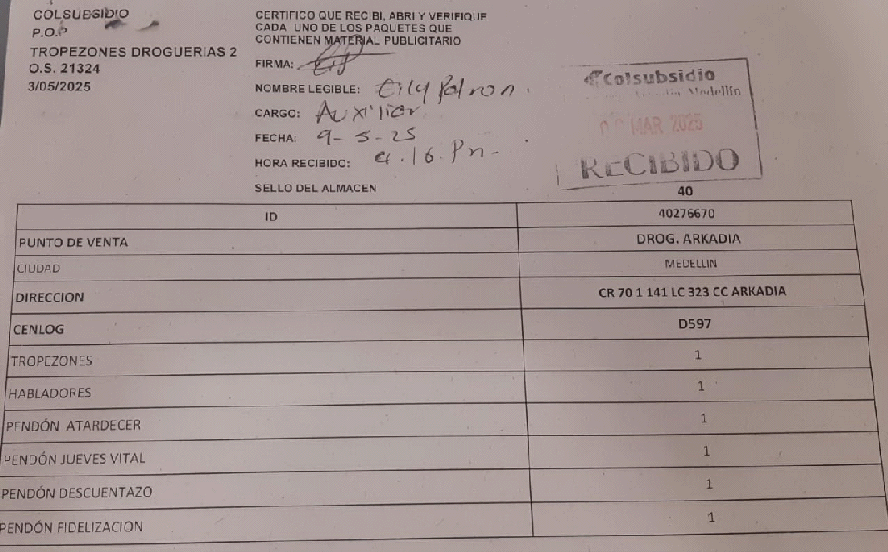 COLSUBSIDIO
P.O.P
TROPEZONES DROGUERIAS 2
O.S. 21324
3/05/2025
CERTIFICO QUE RECIBI, ABRI Y VERIFIQUE
CADA UNO DE LOS PAQUETES QUE
CONTIENEN MATERIAL PUBLICITARIO
FIRMA:
NOMBRE LEGIBLE: Patron
CARGO: Auxiliar
FECHA: 9-5-25
HORA RECIBIDO: 4.16. Pm
SELLO DEL ALMACEN
Colsubsidio
Medellín
MAR 2025
RECIBIDO
40
ID 40276670
PUNTO DE VENTA DROG. ARKADIA
CIUDAD MEDELLIN
DIRECCION CR 70 1 141 LC 323 CC ARKADIA
CENLOG D597
TROPEZONES 1
HABLADORES 1
PENDÓN ATARDECER 1
PENDÓN JUEVES VITAL 1
PENDÓN DESCUENTAZO 1
PENDÓN FIDELIZACION 1